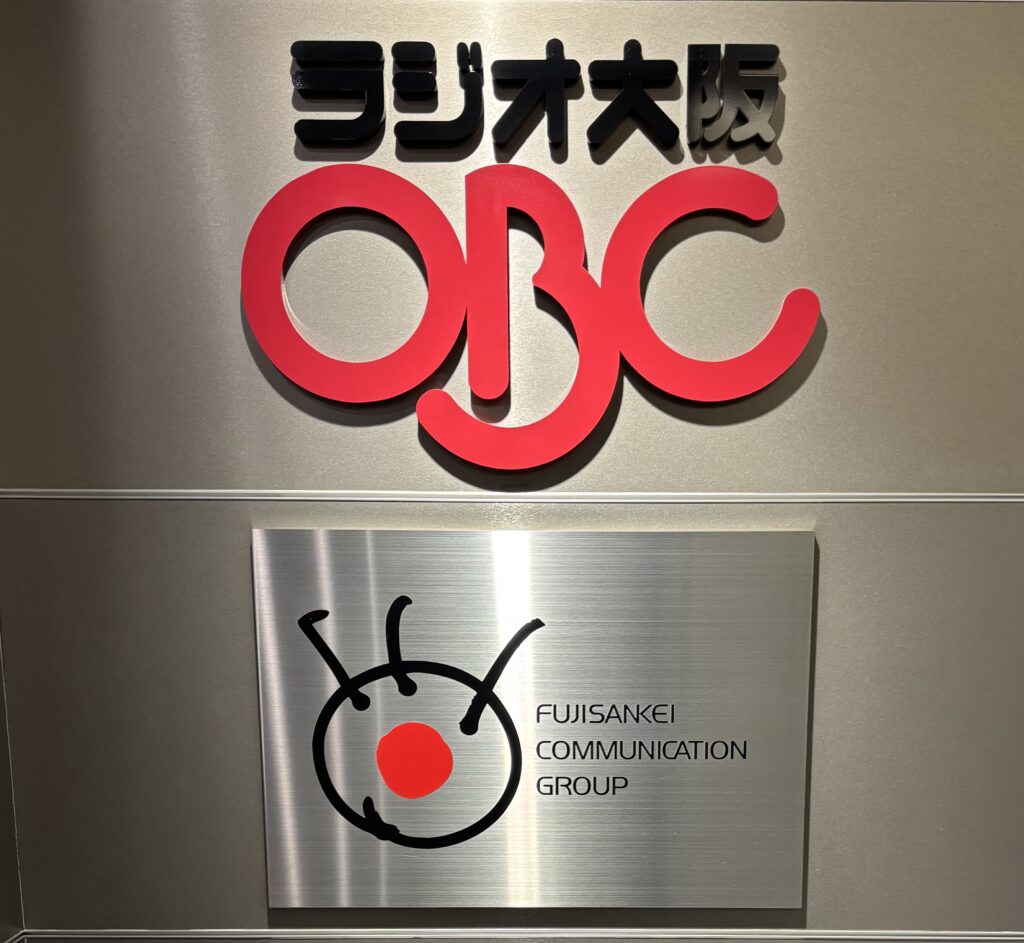 ラジオ大阪
OBC
FUJISANKEI
COMMUNICATION
GROUP